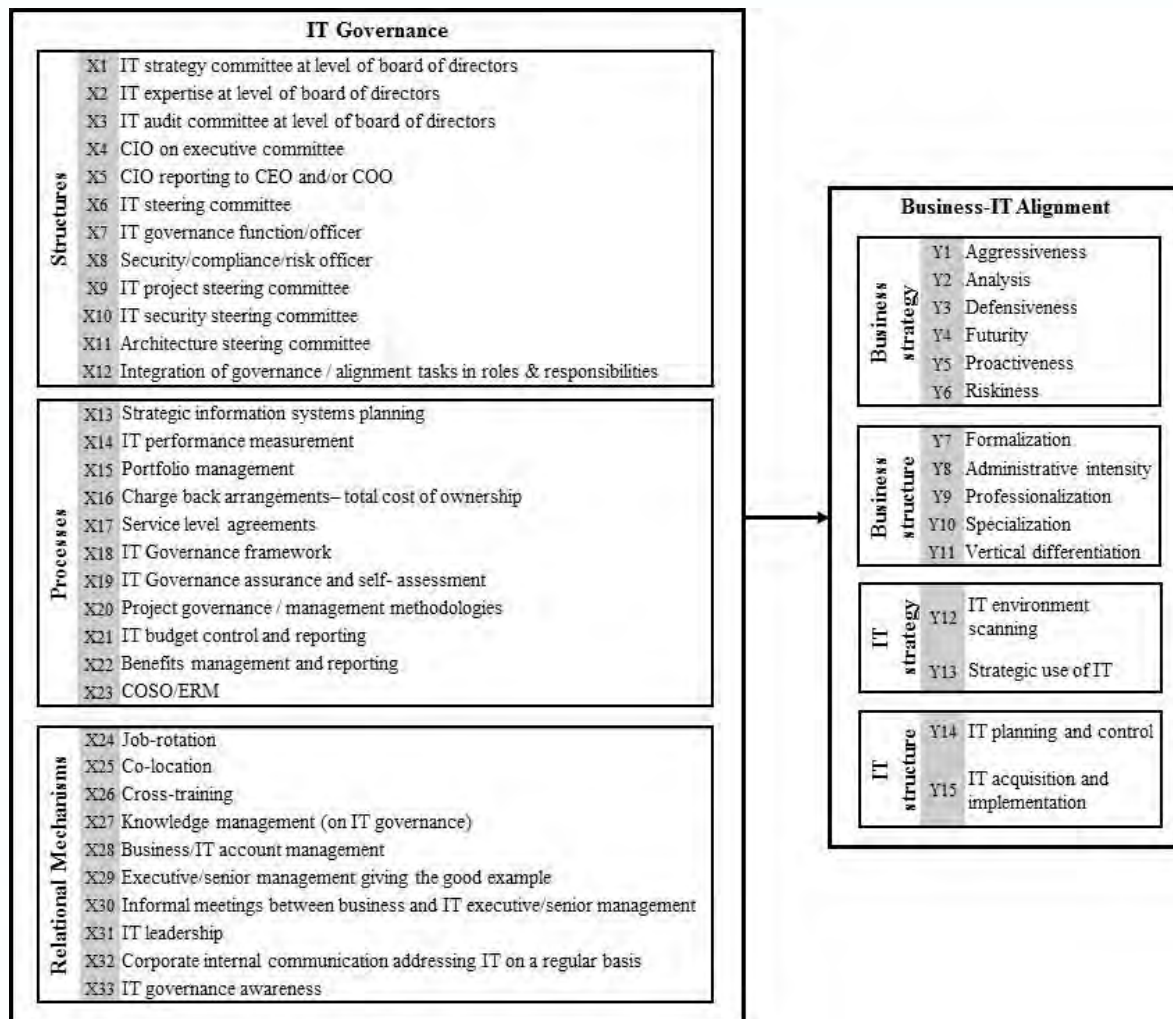 IT Governance
Structures
X1 IT strategy committee at level of board of directors
X2 IT expertise at level of board of directors
X3 IT audit committee at level of board of directors
X4 CIO on executive committee
X5 CIO reporting to CEO and/or COO
X6 IT steering committee
X7 IT governance function/officer
X8 Security/compliance/risk officer
X9 IT project steering committee
X10 IT security steering committee
X11 Architecture steering committee
X12 Integration of governance / alignment tasks in roles & responsibilities
Processes
X13 Strategic information systems planning
X14 IT performance measurement
X15 Portfolio management
X16 Charge back arrangements– total cost of ownership
X17 Service level agreements
X18 IT Governance framework
X19 IT Governance assurance and self- assessment
X20 Project governance / management methodologies
X21 IT budget control and reporting
X22 Benefits management and reporting
X23 COSO/ERM
Relational Mechanisms
X24 Job-rotation
X25 Co-location
X26 Cross-training
X27 Knowledge management (on IT governance)
X28 Business/IT account management
X29 Executive/senior management giving the good example
X30 Informal meetings between business and IT executive/senior management
X31 IT leadership
X32 Corporate internal communication addressing IT on a regular basis
X33 IT governance awareness
Business-IT Alignment
Business
strategy
Y1 Aggressiveness
Y2 Analysis
Y3 Defensiveness
Y4 Futurity
Y5 Proactiveness
Y6 Riskiness
Business
structure
Y7 Formalization
Y8 Administrative intensity
Y9 Professionalization
Y10 Specialization
Y11 Vertical differentiation
IT
strategy
Y12 IT environment
scanning
Y13 Strategic use of IT
IT
structure
Y14 IT planning and control
Y15 IT acquisition and
implementation